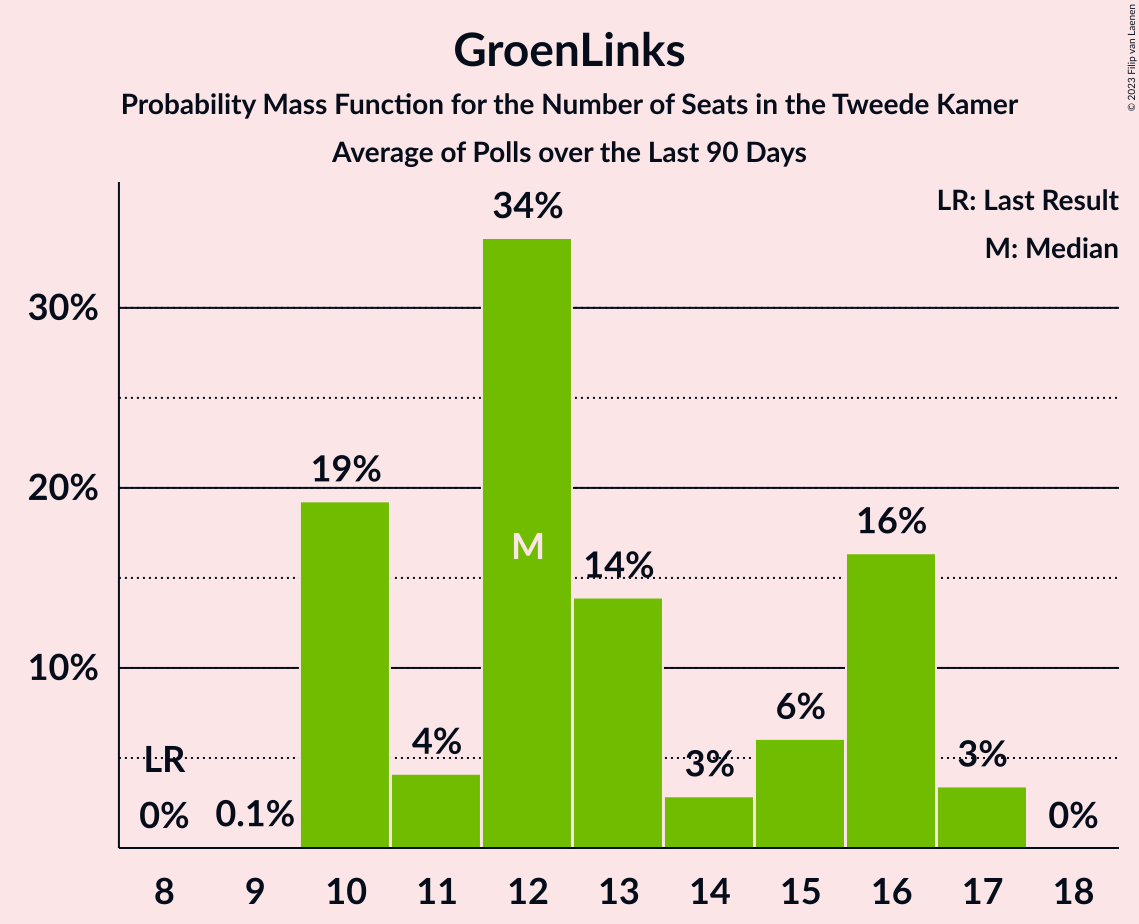 GroenLinks
Probability Mass Function for the Number of Seats in the Tweede Kamer
Average of Polls over the Last 90 Days
© 2023 Filip van Laenen
LR: Last Result
M: Median
30%
20%
10%
LR
0%
0.1%
19%
4%
34%
M
14%
3%
6%
16%
3%
0%
8 9 10 11 12 13 14 15 16 17 18